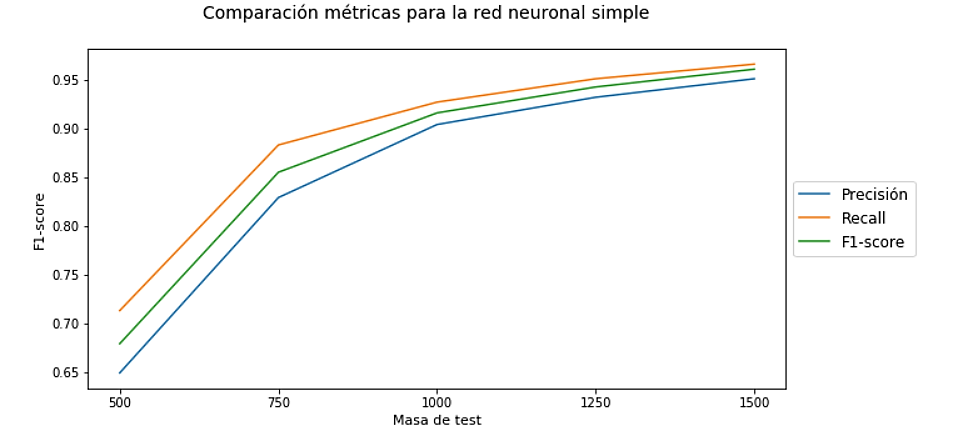 Comparación métricas para la red neuronal simple
0.95
0.90
0.85
0.80
0.75
0.70
0.65
F1-score
500 750 1000 1250 1500
Masa de test
Precisión
Recall
F1-score